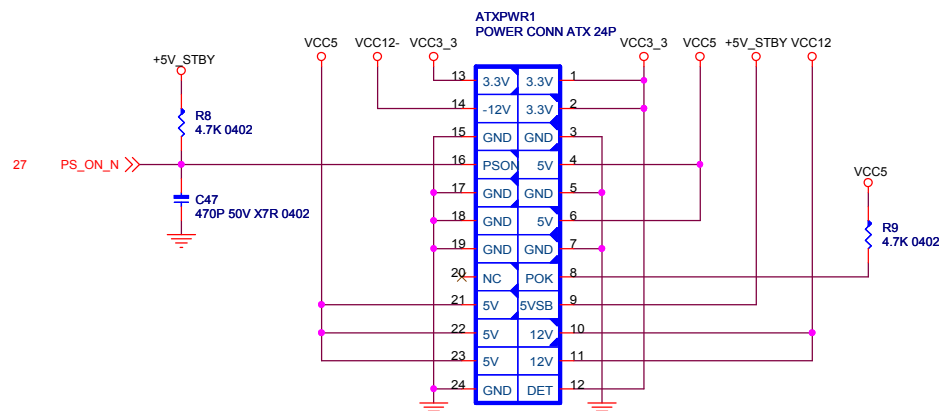 ATXPWR1
POWER CONN ATX 24P
VCC5 VCC12- VCC3_3 VCC3_3 VCC5 +5V_STBY VCC12
+5V_STBY
R8
4.7K 0402
27 PS_ON_N
C47
470P 50V X7R 0402
13 3.3V 3.3V 1
14 -12V 3.3V 2
15 GND GND 3
16 PSON 5V 4
17 GND GND 5
18 GND 5V 6
19 GND GND 7
20 NC POK 8
21 5V 5VSB 9
22 5V 12V 10
23 5V 12V 11
24 GND DET 12
VCC5
R9
4.7K 0402